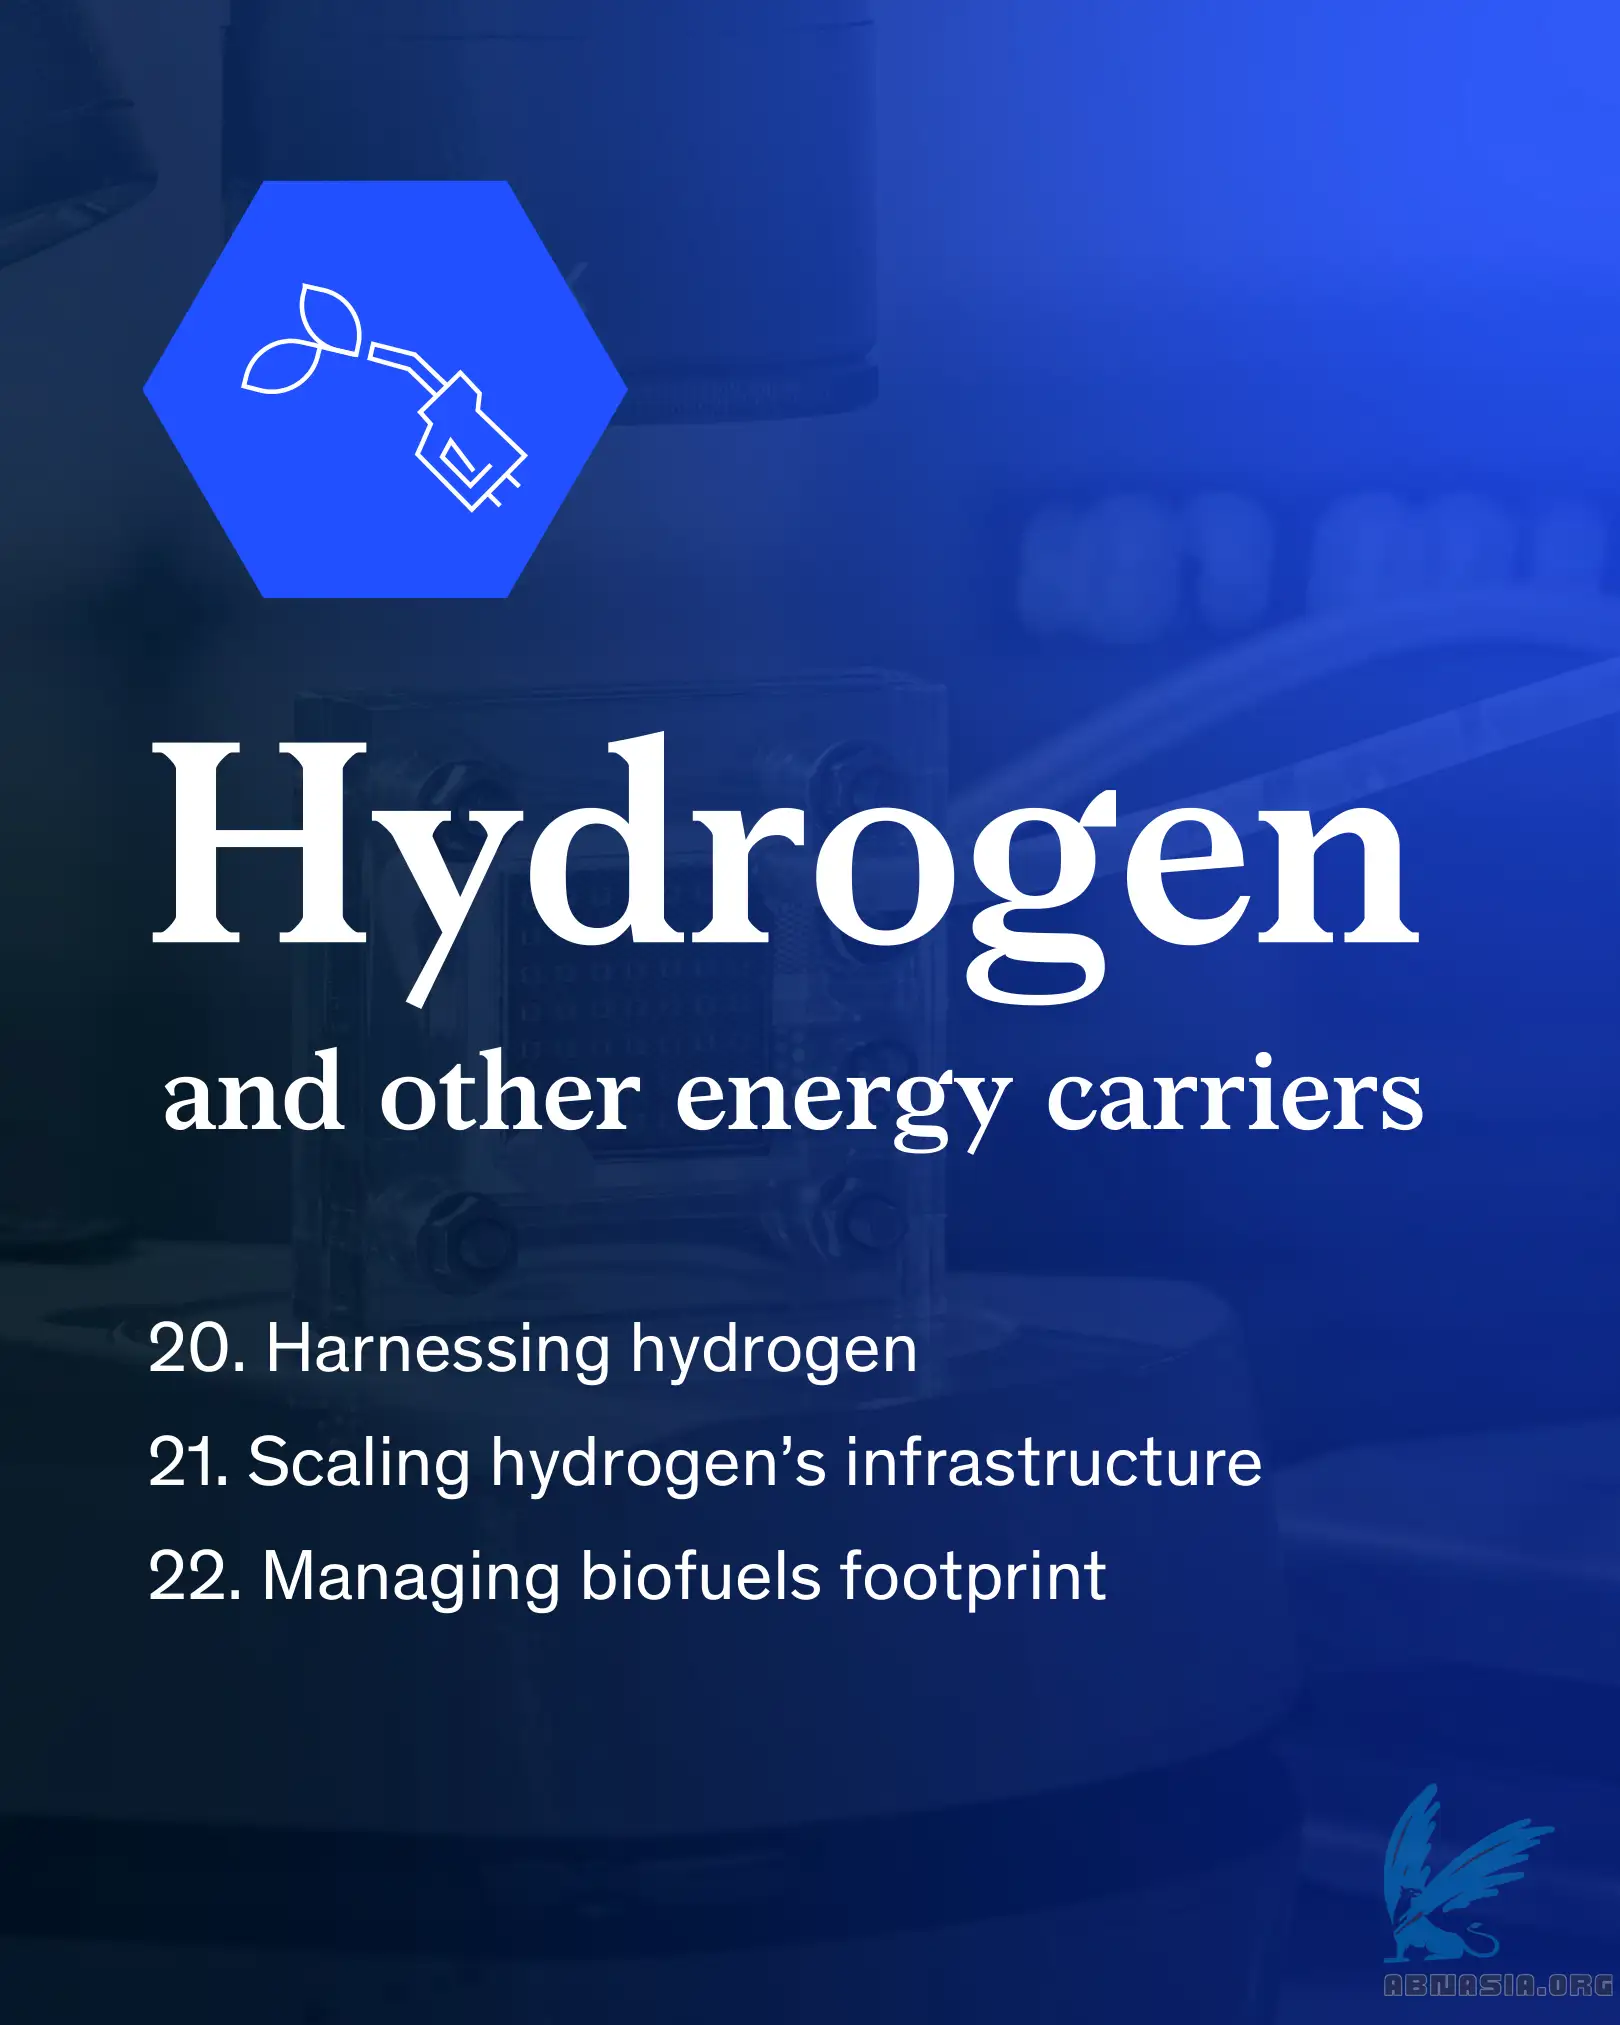 Hydrogen
and other energy carriers
20. Harnessing hydrogen
21. Scaling hydrogen’s infrastructure
22. Managing biofuels footprint
ABNASIA.ORG